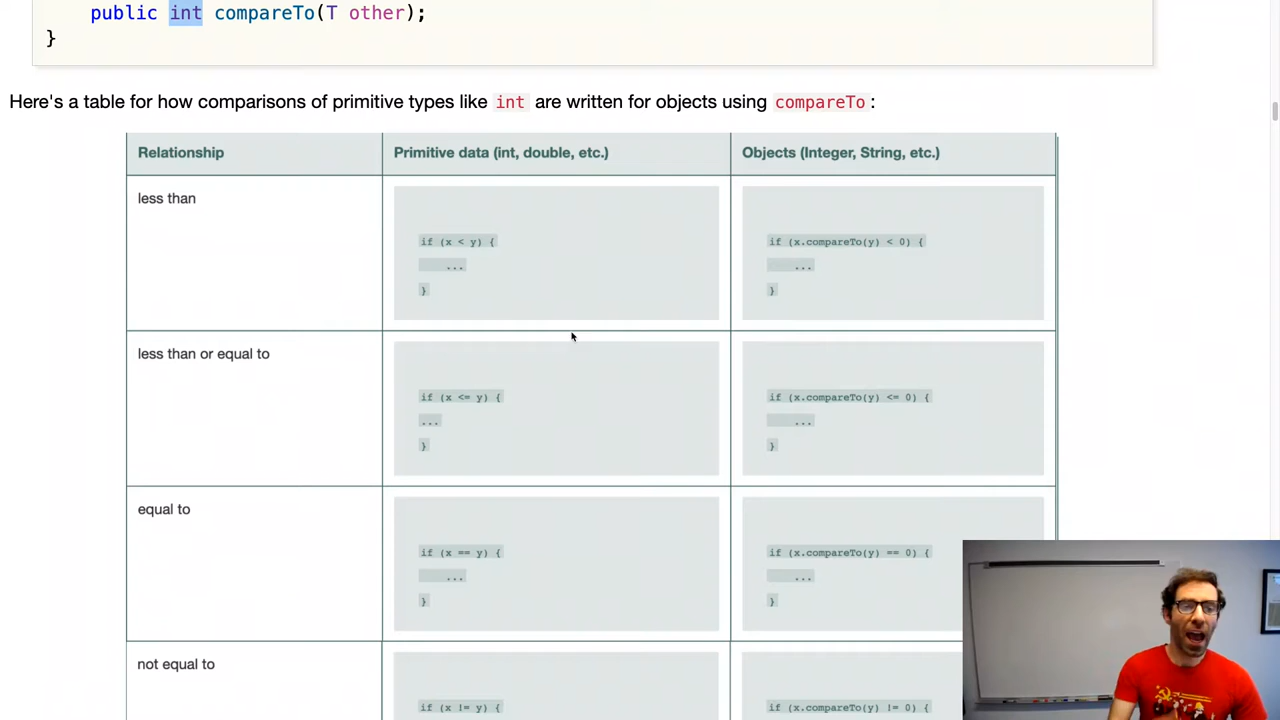 public int compareTo(T other);
}
Here's a table for how comparisons of primitive types like int are written for objects using compareTo:
Relationship
Primitive data (int, double, etc.)
Objects (Integer, String, etc.)
less than
if (x < y) {
...
}
if (x.compareTo(y) < 0) {
...
}
less than or equal to
if (x <= y) {
...
}
if (x.compareTo(y) <= 0) {
...
}
equal to
if (x == y) {
...
}
if (x.compareTo(y) == 0) {
...
}
not equal to
if (x != y) {
if (x.compareTo(y) != 0) {